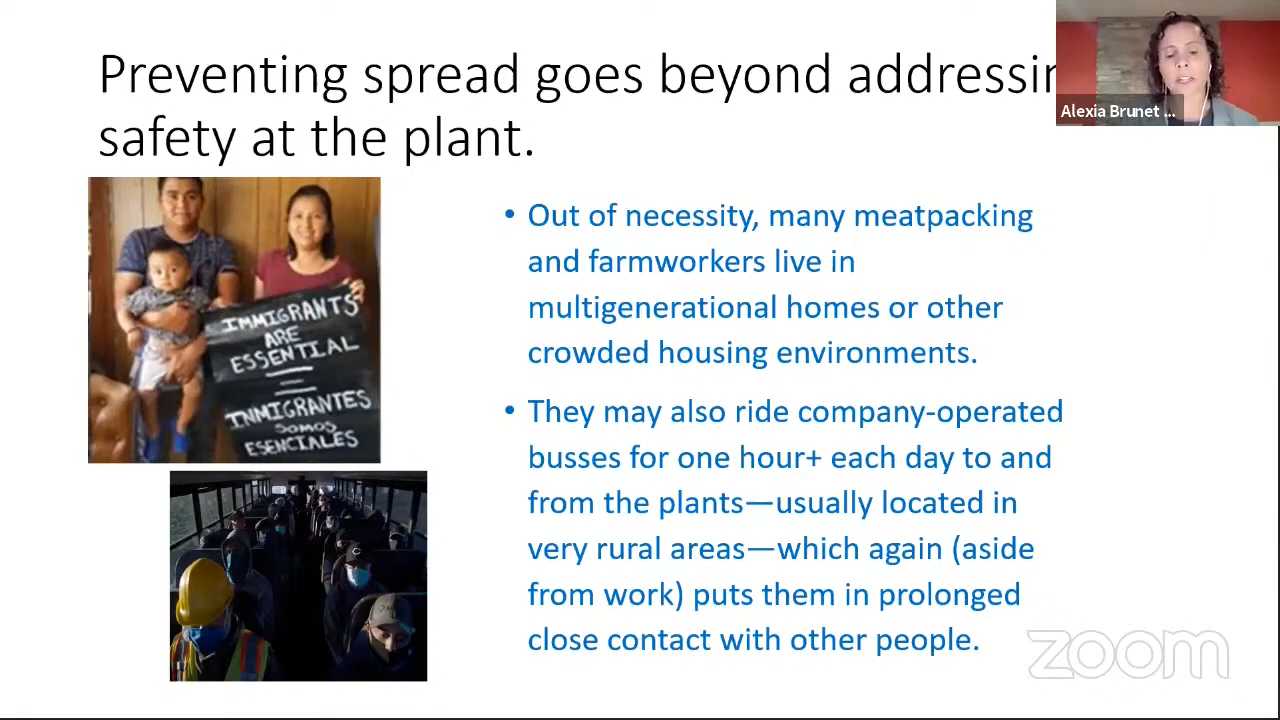 Preventing spread goes beyond addressin
safety at the plant.
Alexia Brunet ...
IMMIGRANTS
ARE
ESSENTIAL
INMIGRANTES
SOMOS
ESENCIALES
• Out of necessity, many meatpacking
and farmworkers live in
multigenerational homes or other
crowded housing environments.
• They may also ride company-operated
busses for one hour+ each day to and
from the plants—usually located in
very rural areas—which again (aside
from work) puts them in prolonged
close contact with other people.
zoom